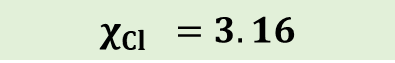 χCl = 3.16